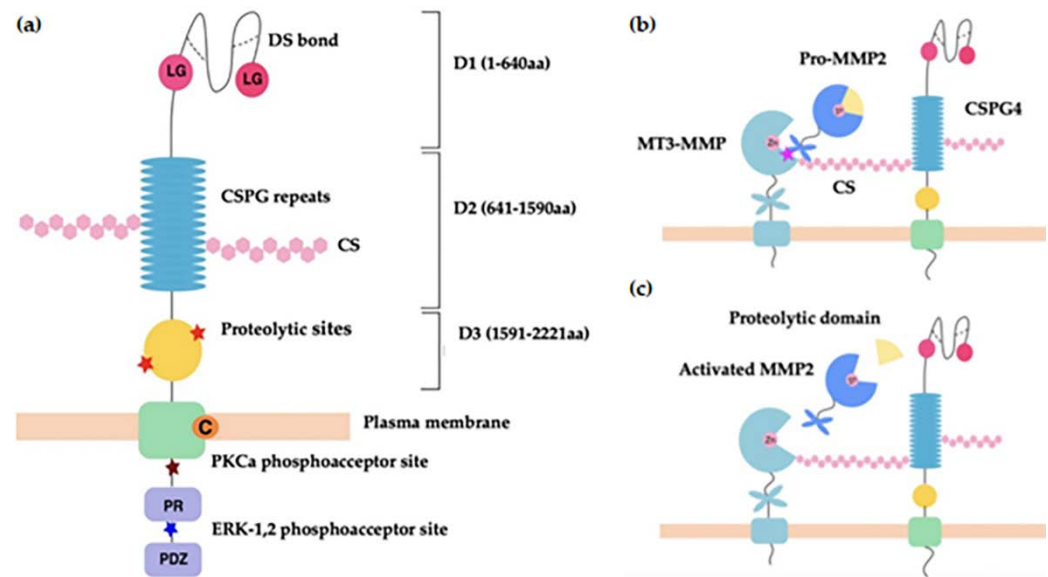 (a)
DS bond
LG
LG
D1 (1-640aa)
CSPG repeats
D2 (641-1590aa)
CS
Proteolytic sites
D3 (1591-2221aa)
C
Plasma membrane
PKCa phosphoacceptor site
PR
ERK-1,2 phosphoacceptor site
PDZ
(b)
Pro-MMP2
CSPG4
MT3-MMP
Zn
CS
(c)
Proteolytic domain
Activated MMP2
Zn